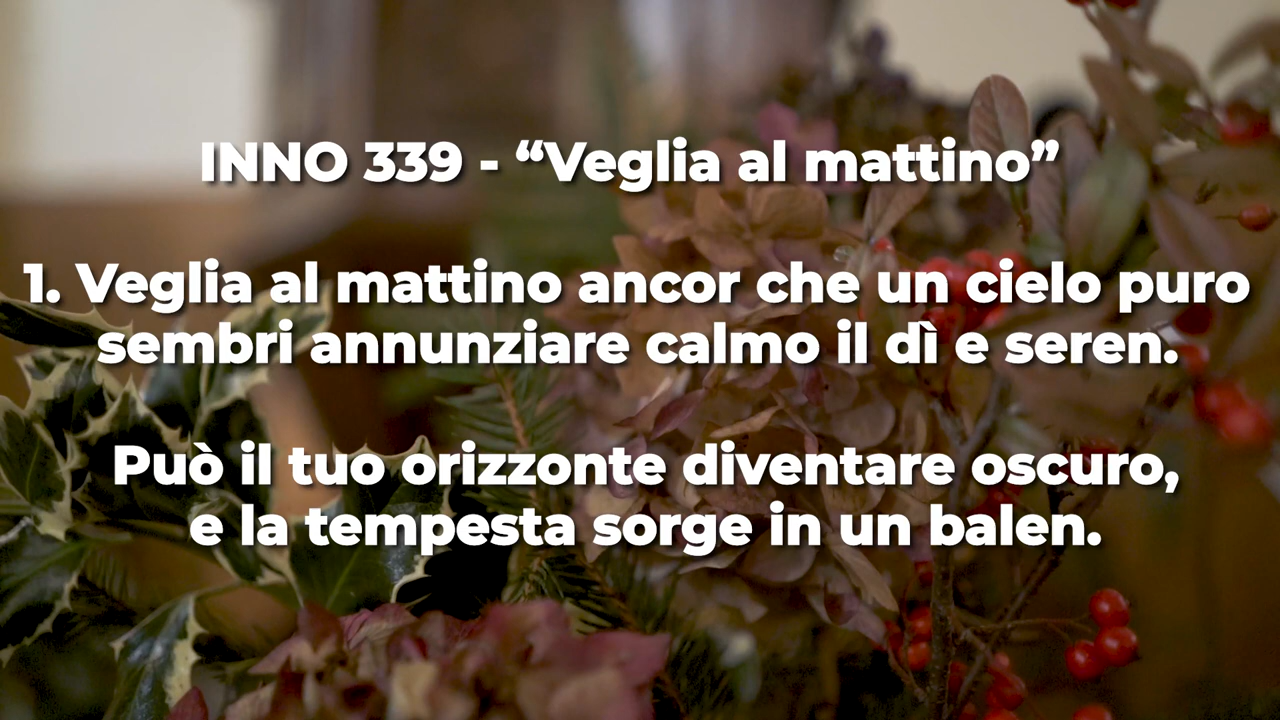 INNO 339 - “Veglia al mattino”
1. Veglia al mattino ancor che un cielo puro
sembri annunziare calmo il dì e seren.
Può il tuo orizzonte diventare oscuro,
e la tempesta sorge in un balen.